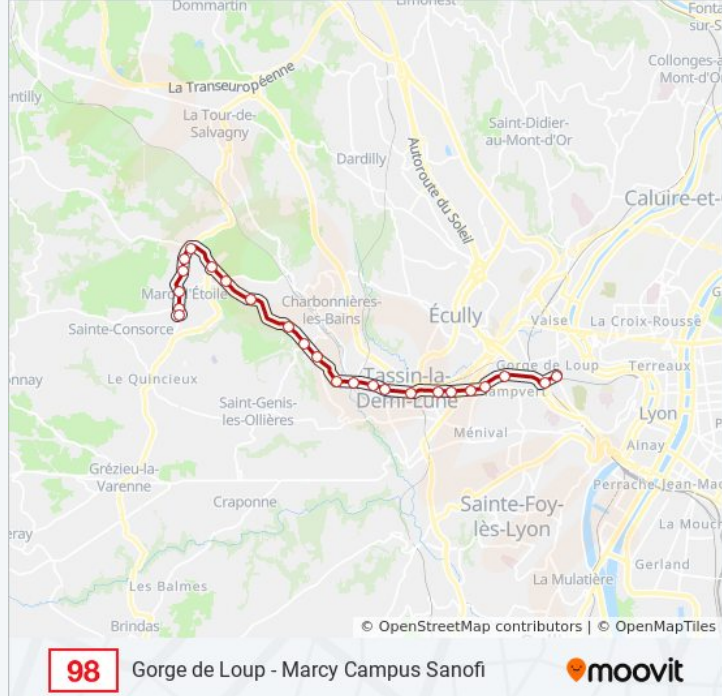 Dommartin
Limonest
Fonta
sur-S
La Transeuropéenne
Collonges-a
Mont-d'O
entilly
La Tour-de-
Salvagny
Saint-Didier-
au-Mont-d'Or
Dardilly
Autoroute du Soleil
Caluire-et-C
Marcy-l'Étoile
Charbonnières-
les-Bains
Écully
Vaise
La Croix-Rousse
Sainte-Consorce
Gorge de Loup
Terreaux
onnay
Le Quincieux
Tassin-la-
Demi-Lune
Champvert
Saint-Genis-
les-Ollières
Lyon
Ménival
Ainay
Grézieu-la-
Varenne
Perrache
Jean-Mac
Craponne
Sainte-Foy-
lès-Lyon
eray
La Mouch
Gerland
Les Balmes
La Mulatière
Brindas
© OpenStreetMap contributors | © OpenMapTiles
98 Gorge de Loup - Marcy Campus Sanofi moovit